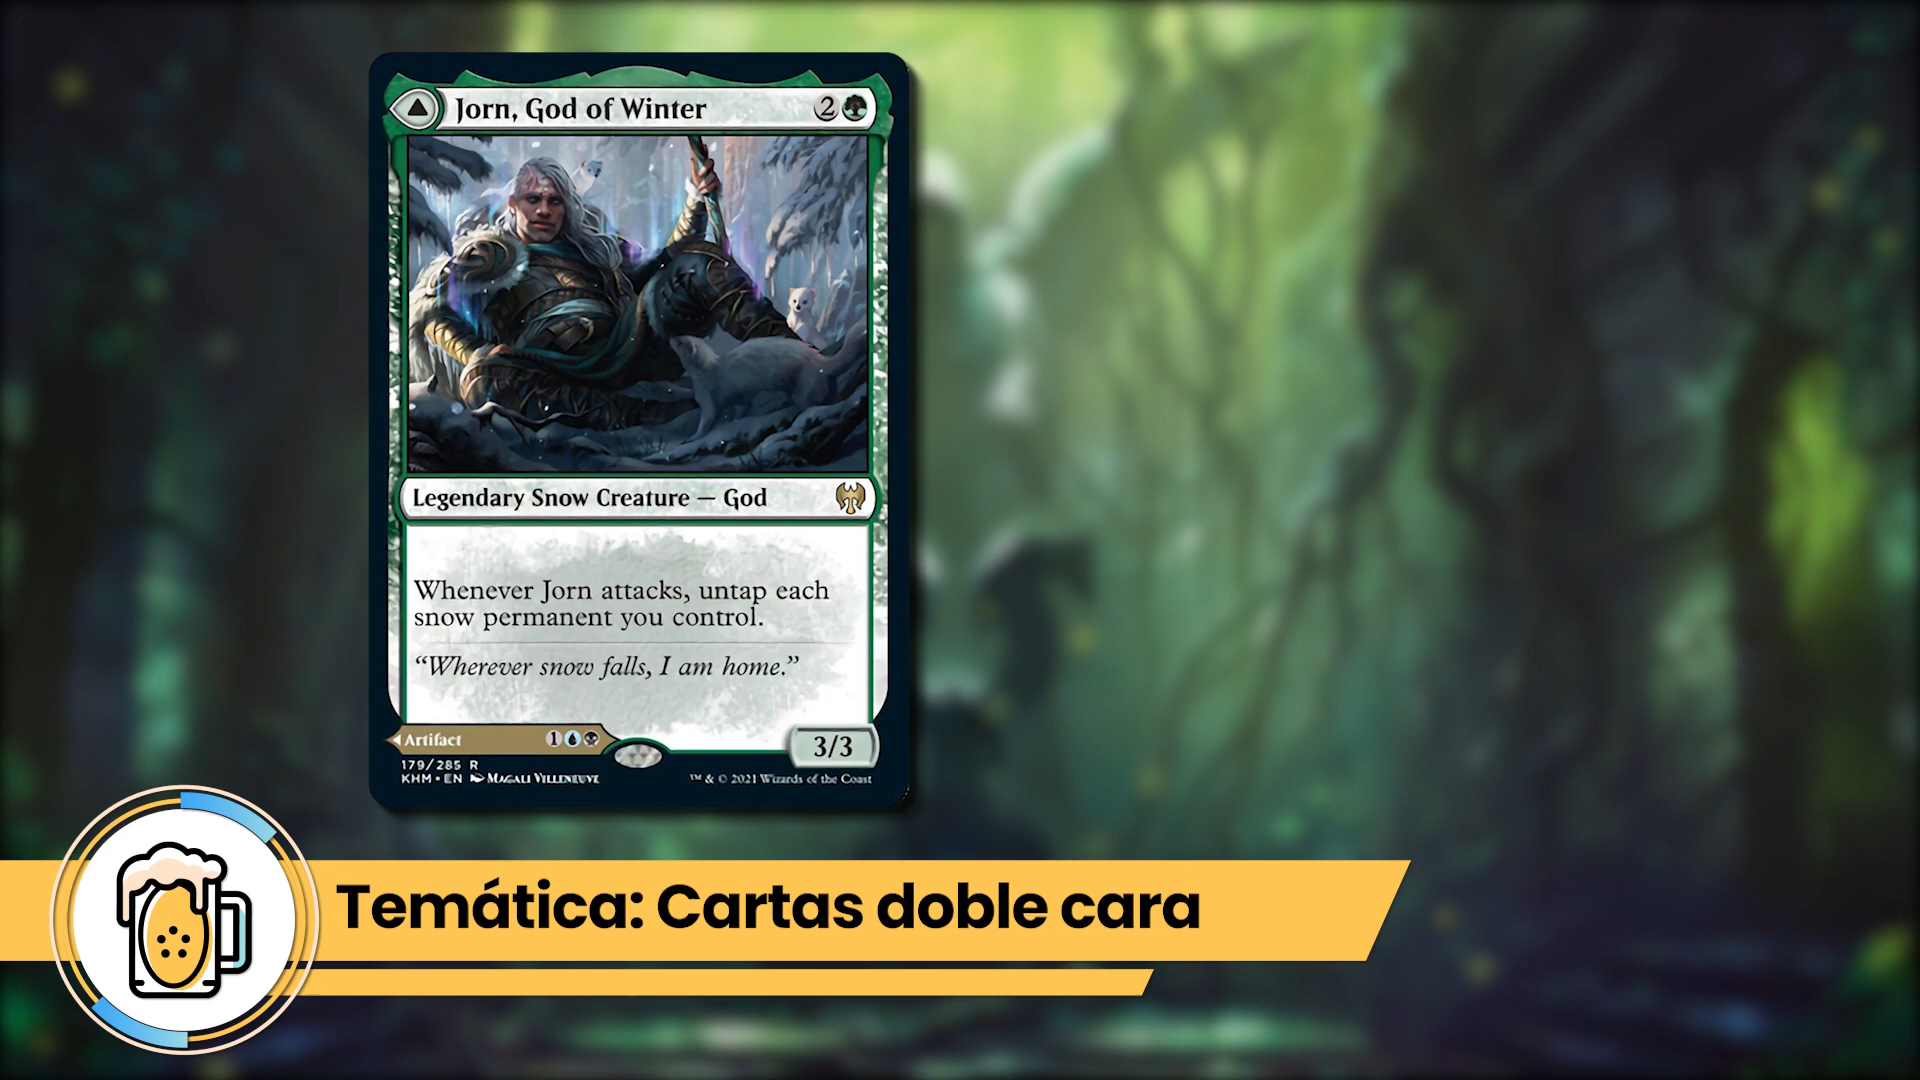 Jorn, God of Winter 2
Legendary Snow Creature — God
Whenever Jorn attacks, untap each
snow permanent you control.
“Wherever snow falls, I am home.”
Artifact 1
3/3
179/285 R
KHM • EN Magali Villeneuve
™ & © 2021 Wizards of the Coast
Temática: Cartas doble cara